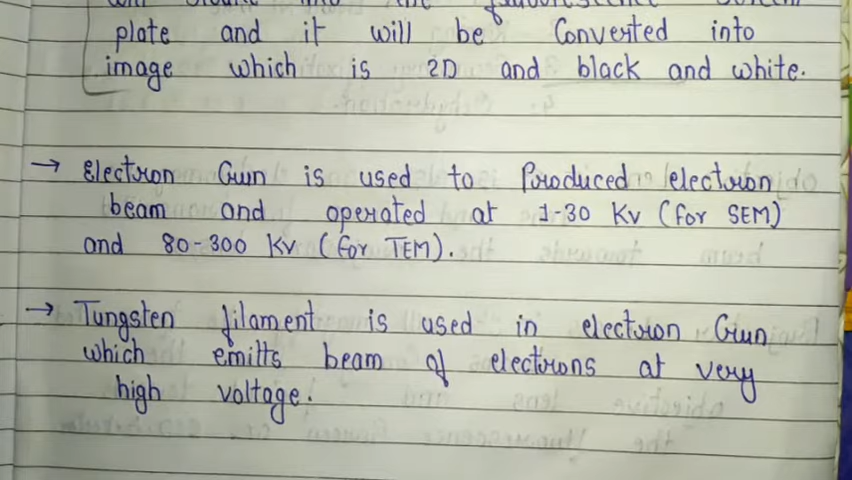 plate and it will be Converted into
image which is 2D and black and white.
→ Electron Gun is used to Produced electron
beam and operated at 1-30 Kv (for SEM)
and 80-300 Kv (for TEM).
→ Tungsten filament is used in electron Gun
which emitts beam of electrons at very
high voltage.